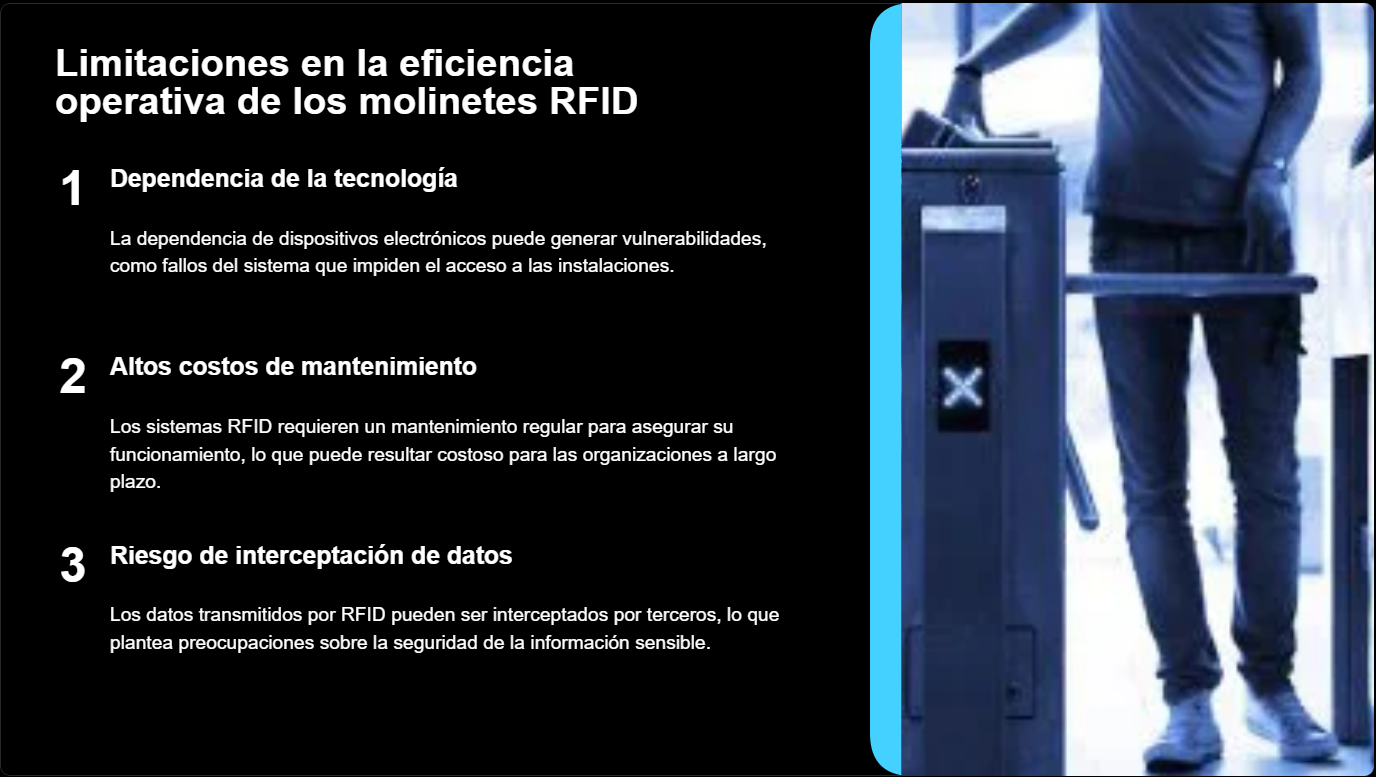 Limitaciones en la eficiencia
operativa de los molinetes RFID
1
Dependencia de la tecnología
La dependencia de dispositivos electrónicos puede generar vulnerabilidades,
como fallos del sistema que impiden el acceso a las instalaciones.
2
Altos costos de mantenimiento
Los sistemas RFID requieren un mantenimiento regular para asegurar su
funcionamiento, lo que puede resultar costoso para las organizaciones a largo
plazo.
3
Riesgo de interceptación de datos
Los datos transmitidos por RFID pueden ser interceptados por terceros, lo que
plantea preocupaciones sobre la seguridad de la información sensible.